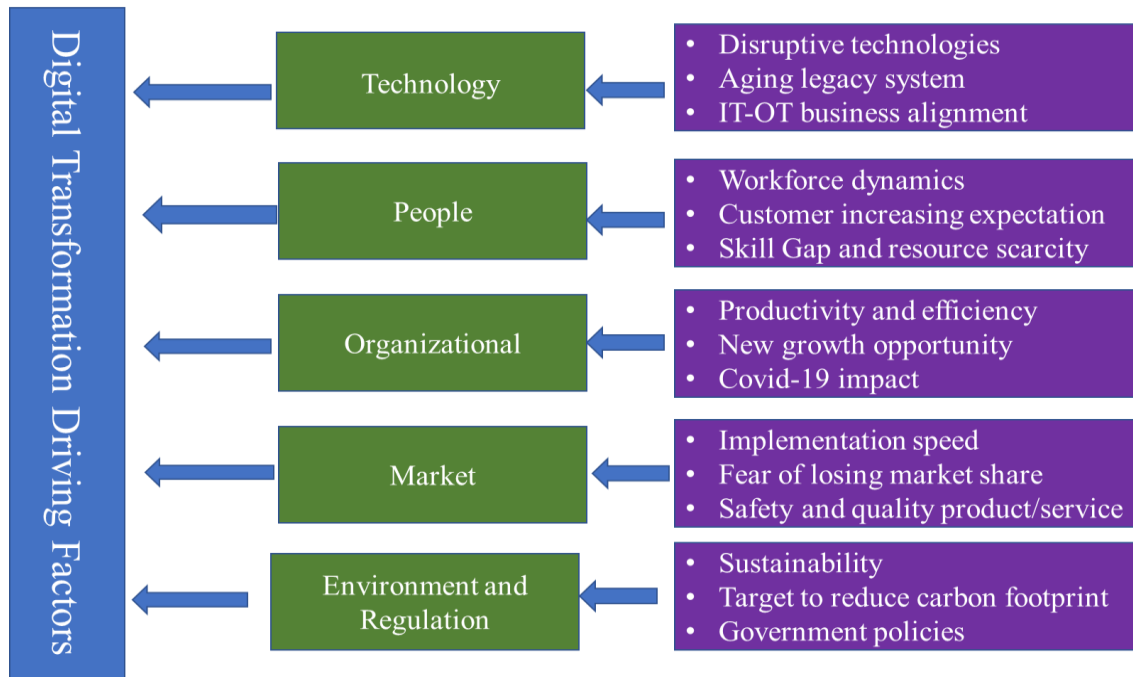 Digital Transformation Driving Factors
Technology
• Disruptive technologies
• Aging legacy system
• IT-OT business alignment
People
• Workforce dynamics
• Customer increasing expectation
• Skill Gap and resource scarcity
Organizational
• Productivity and efficiency
• New growth opportunity
• Covid-19 impact
Market
• Implementation speed
• Fear of losing market share
• Safety and quality product/service
Environment and
Regulation
• Sustainability
• Target to reduce carbon footprint
• Government policies